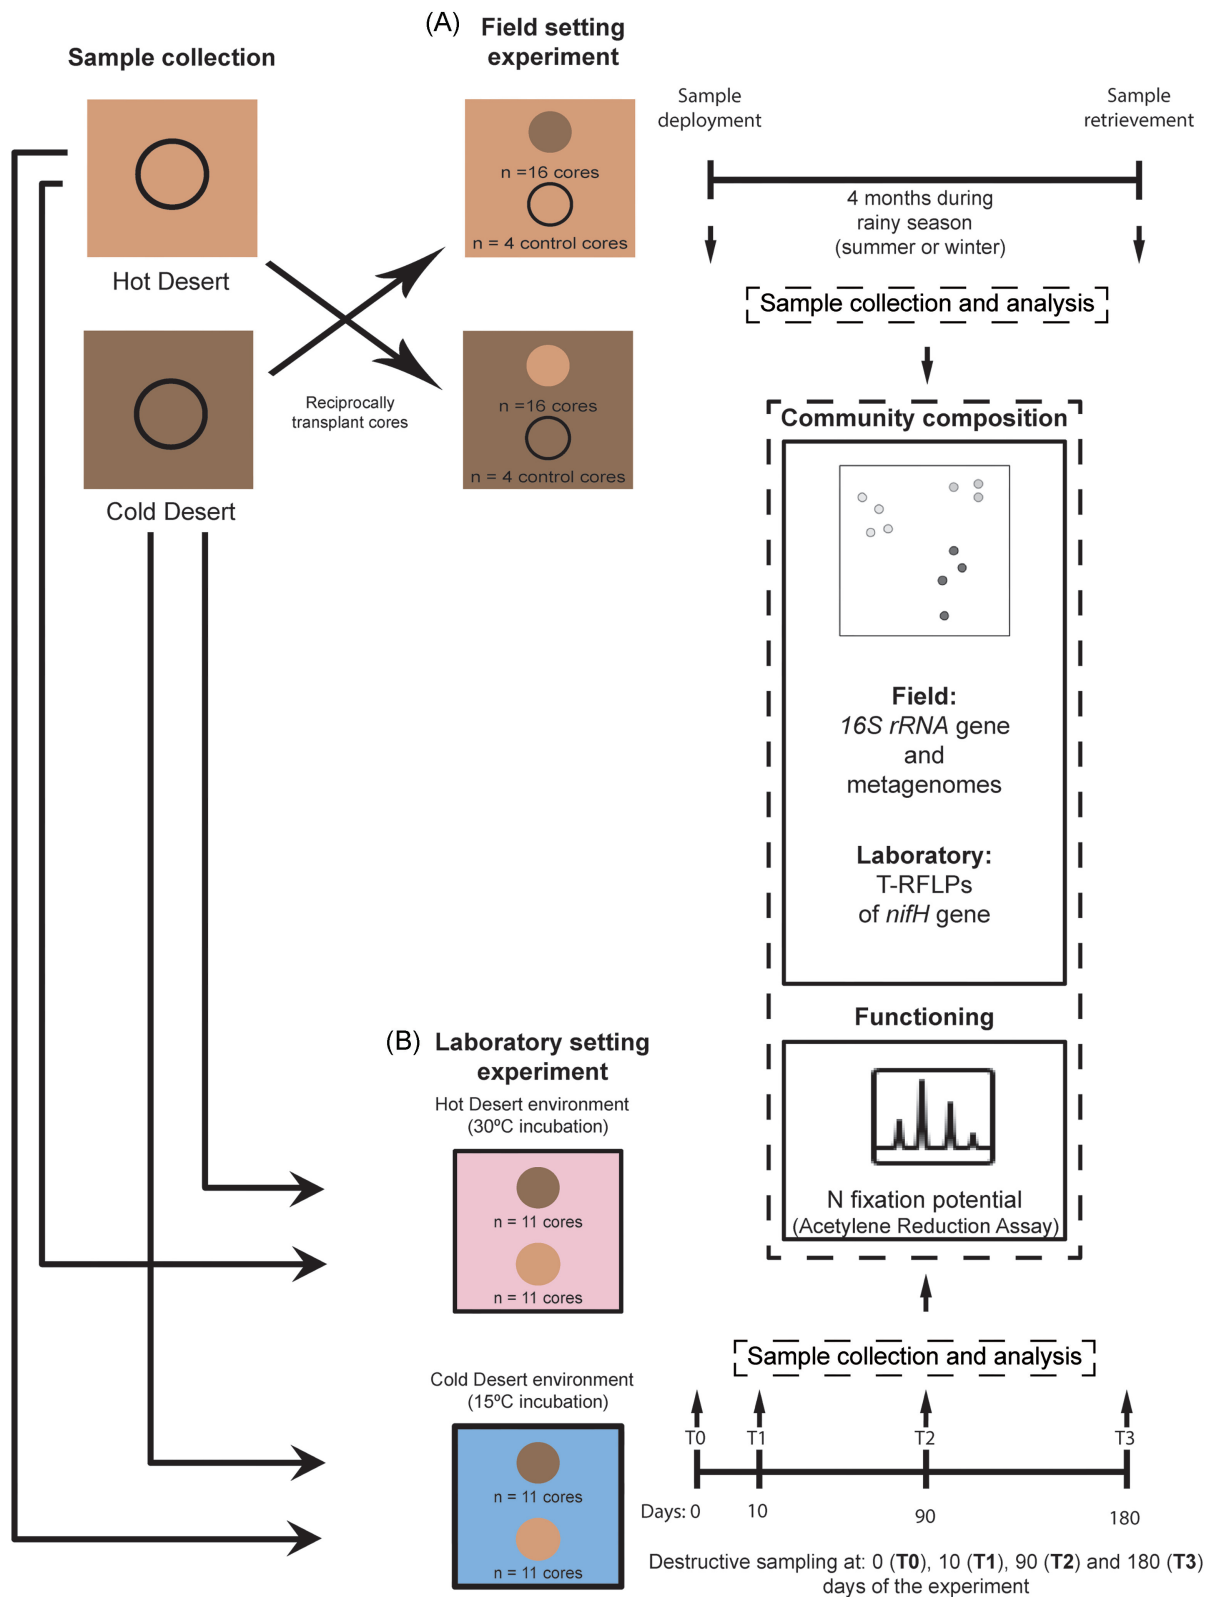 Sample collection
(A)
Field setting
experiment
Hot Desert
Cold Desert
n =16 cores
n = 4 control cores
n =16 cores
n = 4 control cores
Reciprocally
transplant cores
Sample
deployment
Sample
retrievement
4 months during
rainy season
(summer or winter)
Sample collection and analysis
Community composition
Field:
16S rRNA gene
and
metagenomes
Laboratory:
T-RFLPs
of nifH gene
Functioning
N fixation potential
(Acetylene Reduction Assay)
(B)
Laboratory setting
experiment
Hot Desert environment
(30ºC incubation)
n = 11 cores
n = 11 cores
Cold Desert environment
(15ºC incubation)
n = 11 cores
n = 11 cores
Sample collection and analysis
T0 T1 T2 T3
Days: 0 10 90 180
Destructive sampling at: 0 (T0), 10 (T1), 90 (T2) and 180 (T3)
days of the experiment